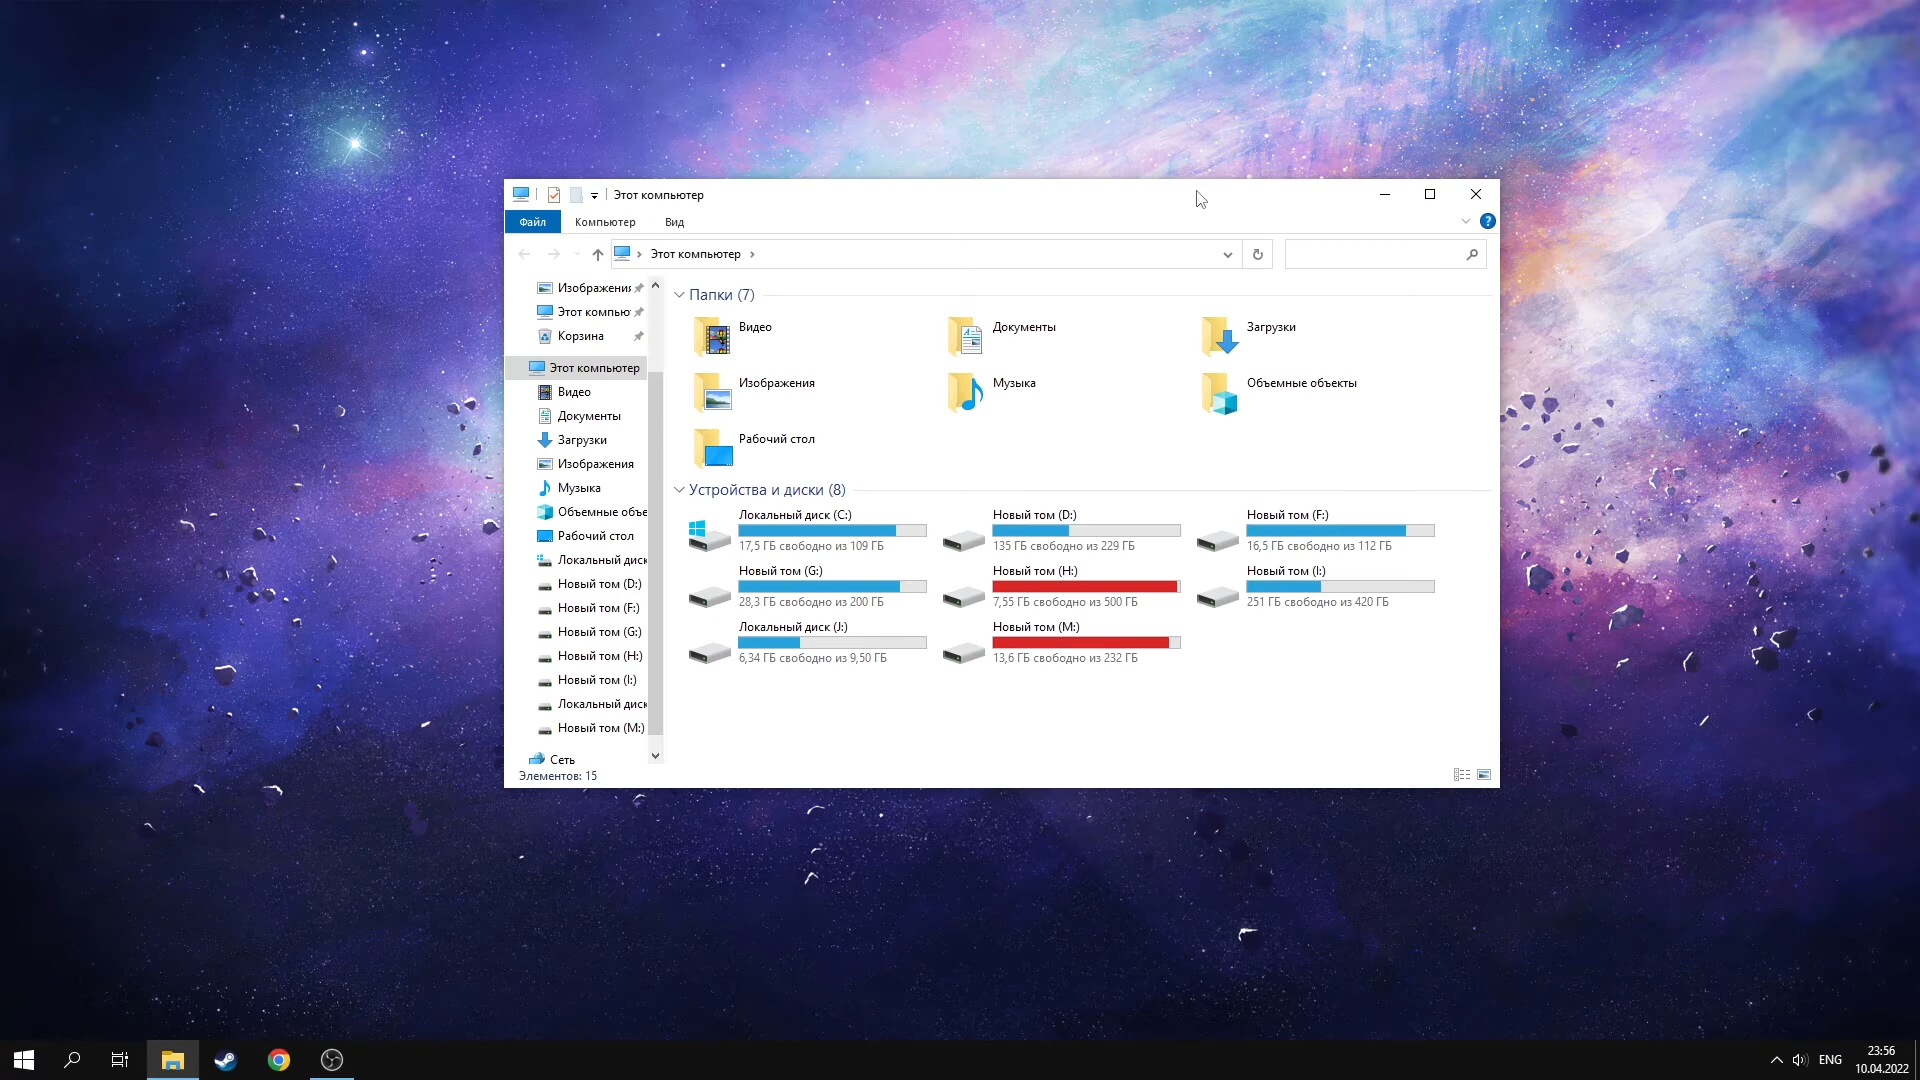 Этот компьютер
Файл
Компьютер
Вид
Этот компьютер
Изображения
Этот компью
Корзина
Этот компьютер
Видео
Документы
Загрузки
Изображения
Музыка
Объемные объе
Рабочий стол
Локальный диск
Новый том (D:)
Новый том (F:)
Новый том (G:)
Новый том (H:)
Новый том (I:)
Локальный диск
Новый том (M:)
Сеть
Папки (7)
Видео
Документы
Загрузки
Изображения
Музыка
Объемные объекты
Рабочий стол
Устройства и диски (8)
Локальный диск (C:)
17,5 ГБ свободно из 109 ГБ
Новый том (D:)
135 ГБ свободно из 229 ГБ
Новый том (F:)
16,5 ГБ свободно из 112 ГБ
Новый том (G:)
28,3 ГБ свободно из 200 ГБ
Новый том (H:)
7,55 ГБ свободно из 500 ГБ
Новый том (I:)
251 ГБ свободно из 420 ГБ
Локальный диск (J:)
6,34 ГБ свободно из 9,50 ГБ
Новый том (M:)
13,6 ГБ свободно из 232 ГБ
Элементов: 15
ENG
23:56
10.04.2022